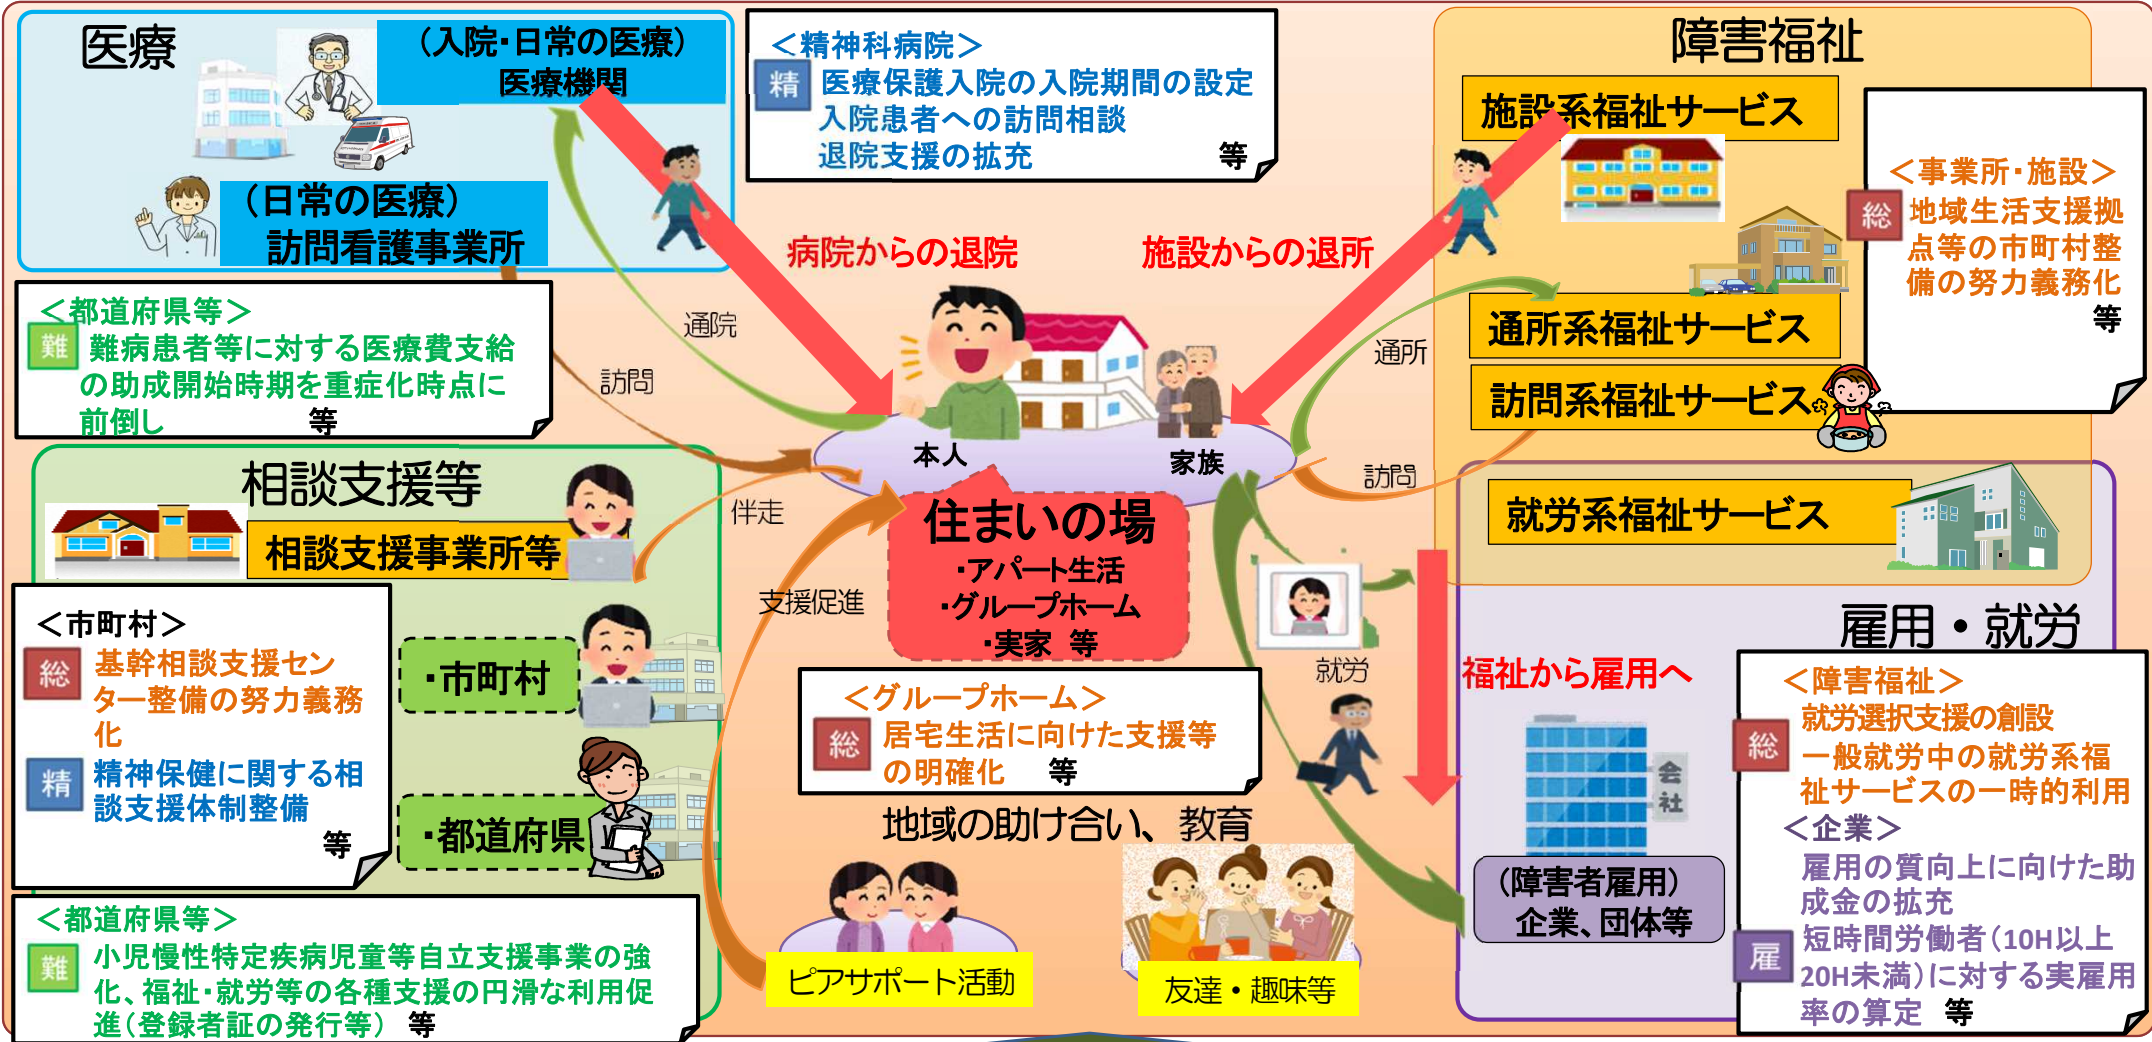 医療
(入院・日常の医療)
医療機関
(日常の医療)
訪問看護事業所
<精神科病院>
精 医療保護入院の入院期間の設定
入院患者への訪問相談
退院支援の拡充 等
障害福祉
施設系福祉サービス
<事業所・施設>
総 地域生活支援拠
点等の市町村整
備の努力義務化
等
通所系福祉サービス
訪問系福祉サービス
就労系福祉サービス
病院からの退院
施設からの退所
<都道府県等>
難 難病患者等に対する医療費支給
の助成開始時期を重症化時点に
前倒し 等
通院
訪問
通所
訪問
本人
家族
住まいの場
・アパート生活
・グループホーム
・実家 等
相談支援等
相談支援事業所等
伴走
支援促進
<市町村>
総 基幹相談支援セン
ター整備の努力義務
化
精 精神保健に関する相
談支援体制整備
等
・市町村
・都道府県
<グループホーム>
総 居宅生活に向けた支援等
の明確化 等
就労
福祉から雇用へ
雇用・就労
会
社
(障害者雇用)
企業、団体等
<障害福祉>
総 就労選択支援の創設
一般就労中の就労系福
祉サービスの一時的利用
<企業>
雇用の質向上に向けた助
成金の拡充
雇 短時間労働者(10H以上
20H未満)に対する実雇用
率の算定 等
<都道府県等>
難 小児慢性特定疾病児童等自立支援事業の強
化、福祉・就労等の各種支援の円滑な利用促
進(登録者証の発行等) 等
地域の助け合い、教育
ピアサポート活動
友達・趣味等